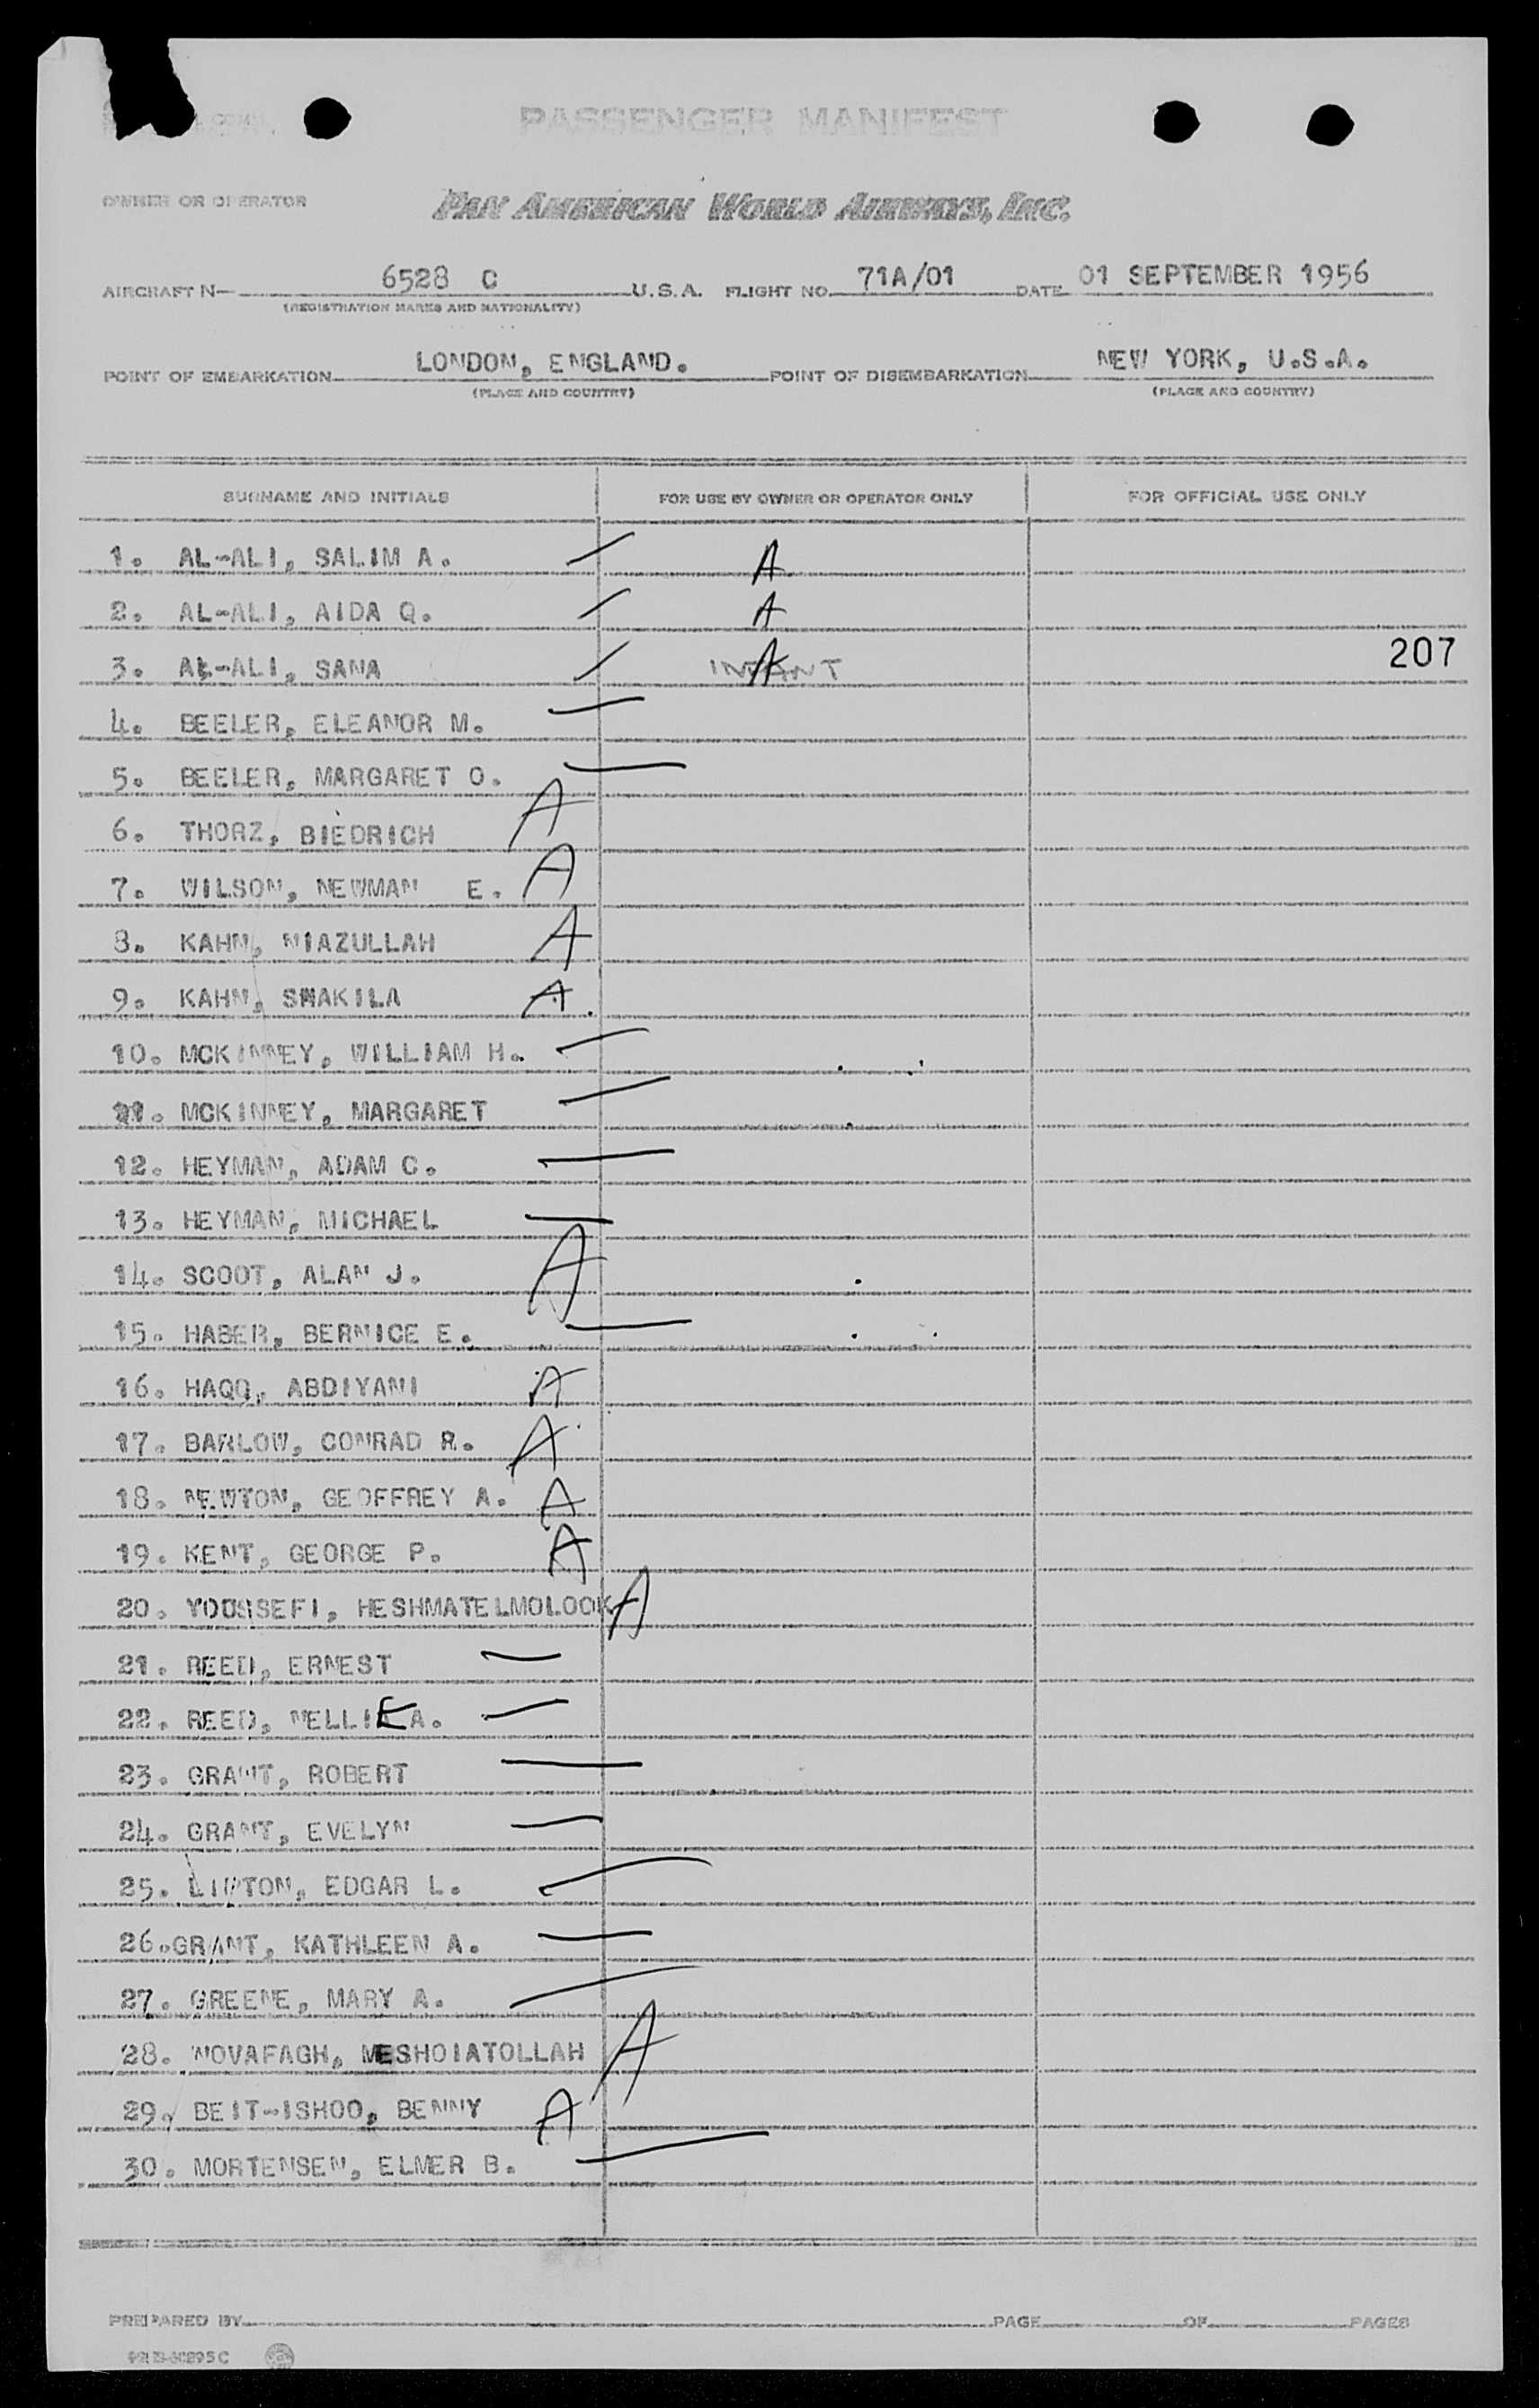 PASSENGER MANIFEST
OWNER OR OPERATOR PAN AMERICAN WORLD AIRWAYS, INC.
AIRCRAFT N— 6528 C U.S.A. FLIGHT NO. 71A/01 DATE 01 SEPTEMBER 1956
(REGISTRATION MARKS AND NATIONALITY)
POINT OF EMBARKATION LONDON, ENGLAND. POINT OF DISEMBARKATION NEW YORK, U.S.A.
(PLACE AND COUNTRY) (PLACE AND COUNTRY)
SURNAME AND INITIALS FOR USE BY OWNER OR OPERATOR ONLY FOR OFFICIAL USE ONLY
1. AL-ALI, SALIM A. A
2. AL-ALI, AIDA Q. A
3. AL-ALI, SANA INFANT A 207
4. BEELER, ELEANOR M.
5. BEELER, MARGARET O.
6. THORZ, BIEDRICH A
7. WILSON, NEWMAN E. A
8. KAHN, NIAZULLAH A
9. KAHN, SHAKILA A
10. MCKINNEY, WILLIAM H.
11. MCKINNEY, MARGARET
12. HEYMAN, ADAM C.
13. HEYMAN, MICHAEL
14. SCOOT, ALAN J. A
15. HABER, BERNICE E.
16. HAQQ, ABDIYANI A
17. BARLOW, CONRAD R. A
18. NEWTON, GEOFFREY A. A
19. KENT, GEORGE P. A
20. YOUSSEFI, HESHMATELMOLOOK A
21. REED, ERNEST
22. REED, NELLIE A.
23. GRANT, ROBERT
24. GRANT, EVELYN
25. LIPTON, EDGAR L.
26. GRANT, KATHLEEN A.
27. GREENE, MARY A.
28. NOVAFAGH, MESHOIATOLLAH A
29. BEIT-ISHOO, BENNY A
30. MORTENSEN, ELMER B.
PREPARED BY PAGE OF PAGES